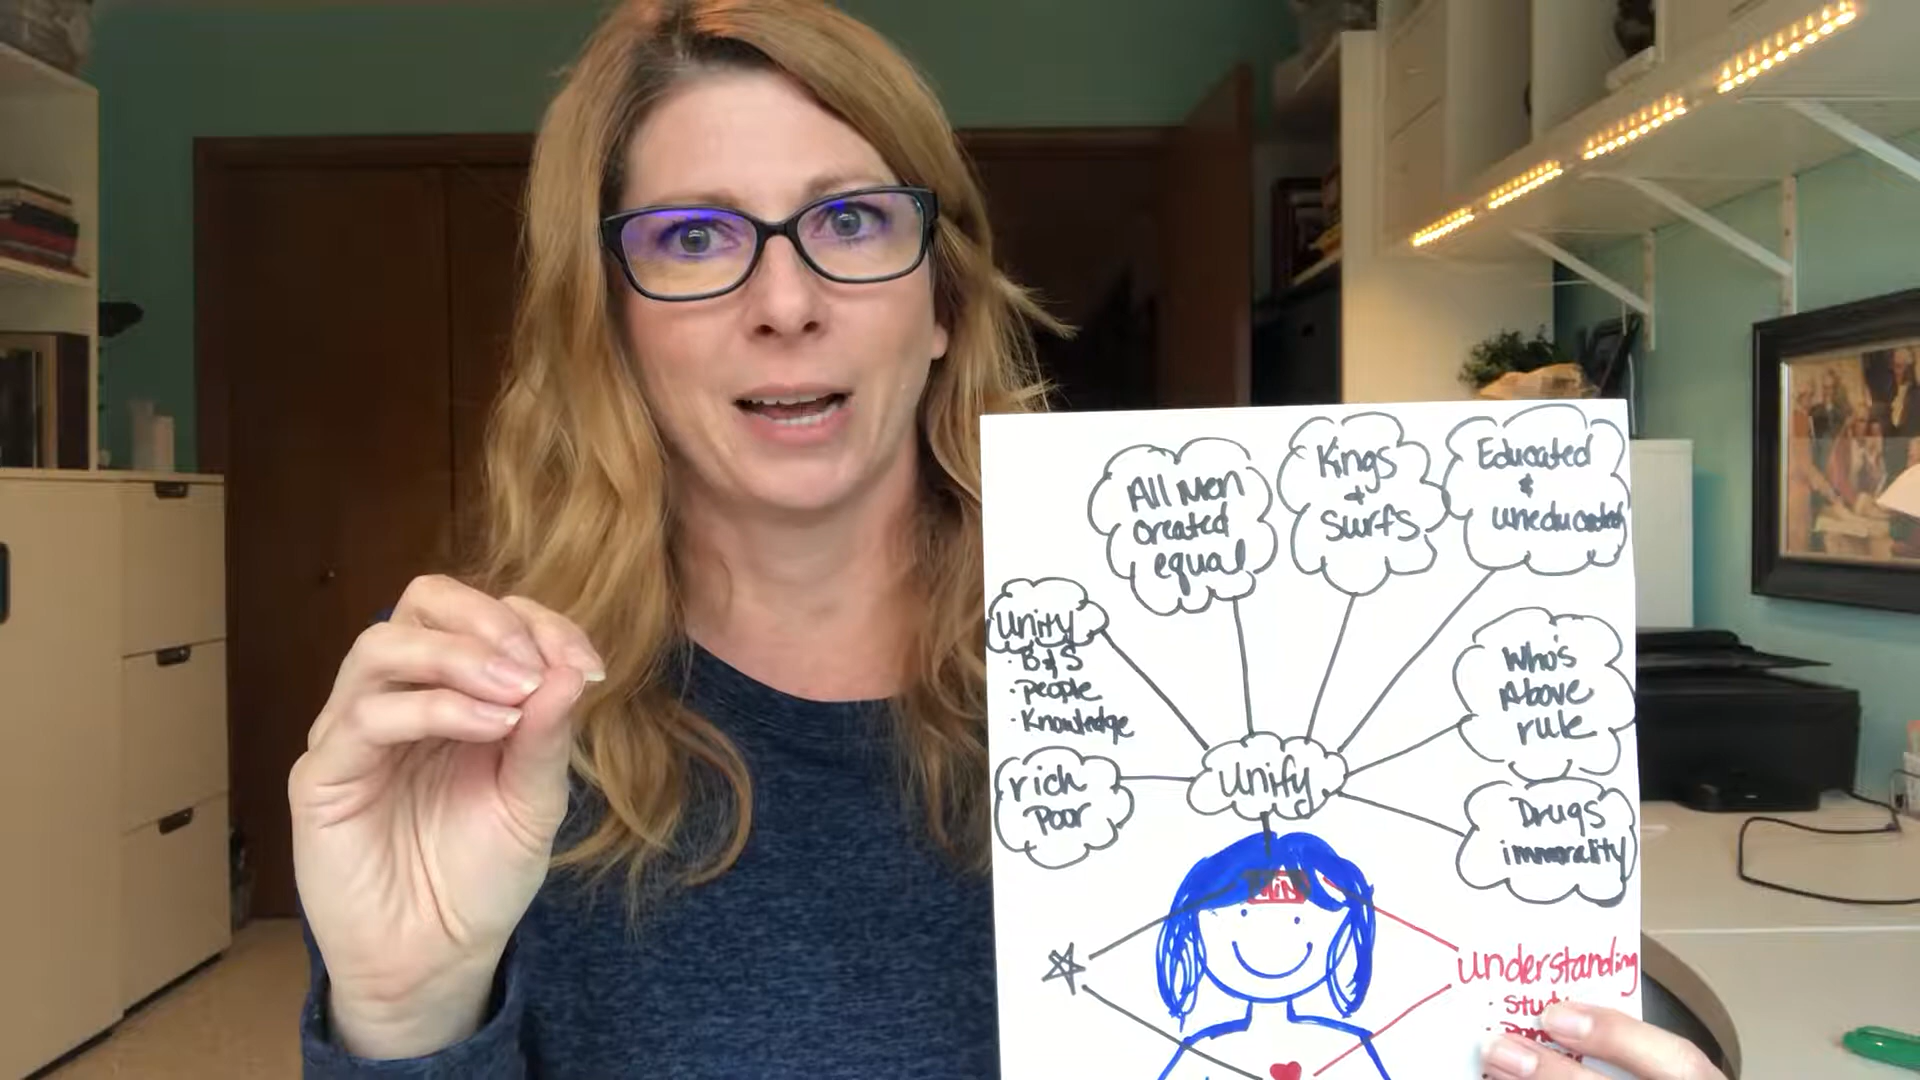 All Men
created
equal
Kings
+
Surfs
Educated
&
uneducated
Unity
· B & S
· People
· Knowledge
Who's
Above
rule
rich
Poor
Unify
Drugs
immorality
understanding